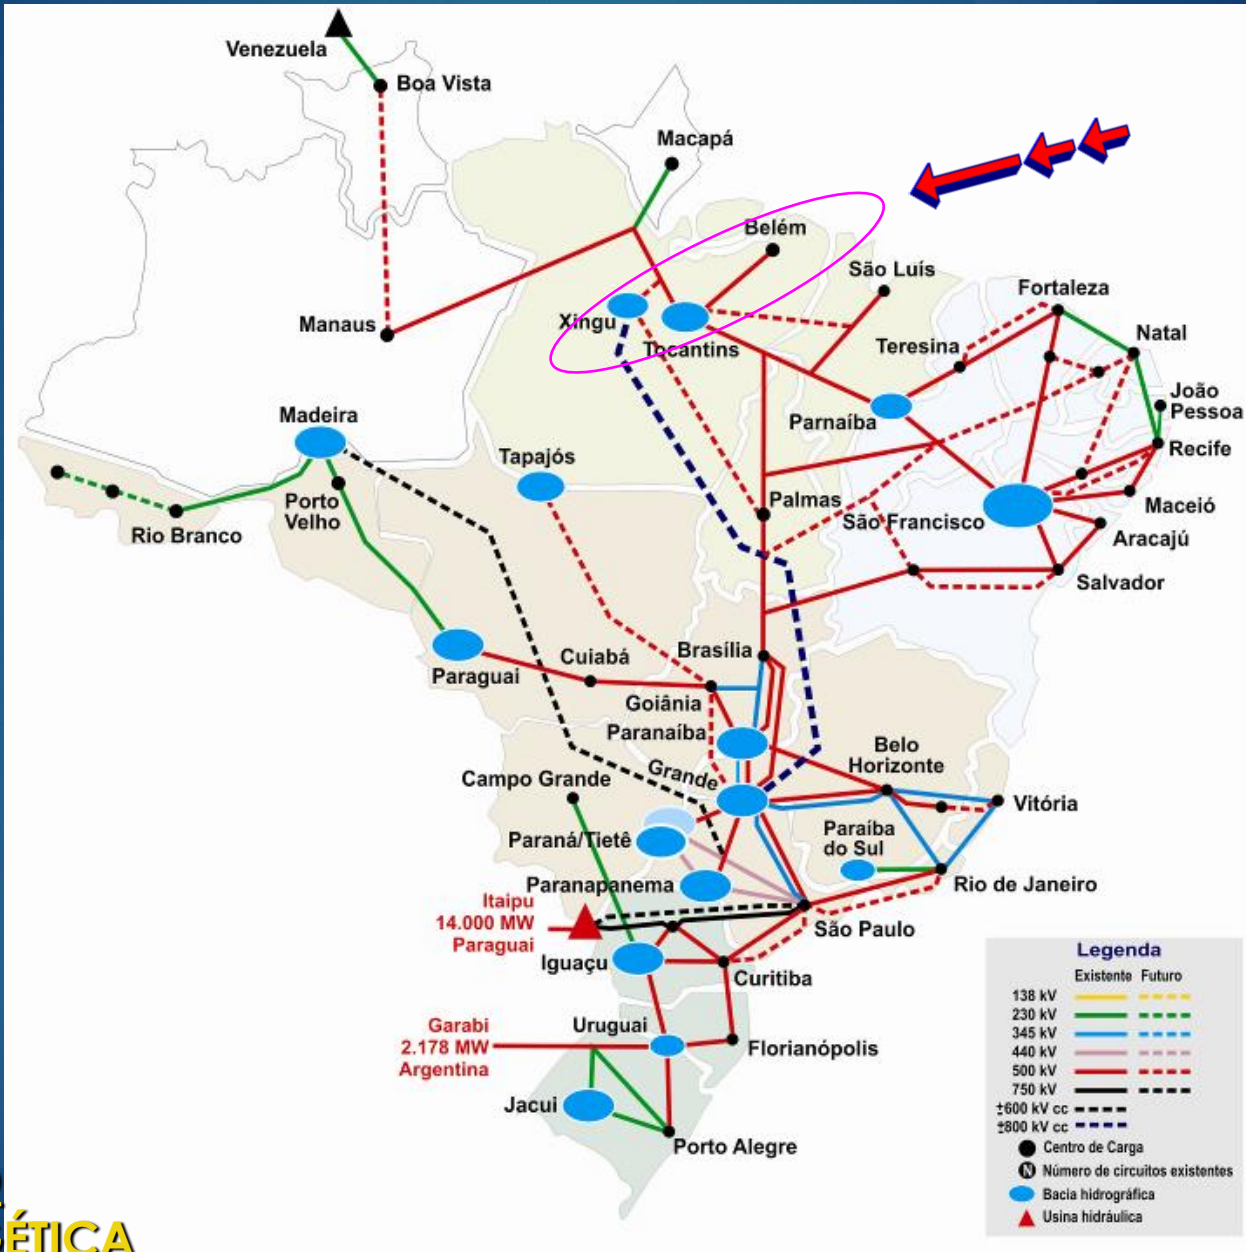 Venezuela
Boa Vista
Macapá
Belém
São Luís
Fortaleza
Manaus
Xingu
Tocantins
Teresina
Natal
João
Pessoa
Parnaíba
Madeira
Recife
Tapajós
Porto
Velho
Palmas
São Francisco
Maceió
Rio Branco
Aracajú
Salvador
Brasília
Cuiabá
Paraguai
Goiânia
Paranaíba
Belo
Horizonte
Grande
Campo Grande
Vitória
Paraíba
do Sul
Paraná/Tietê
Paranapanema
Rio de Janeiro
Itaipu
14.000 MW
Paraguai
São Paulo
Iguaçu
Curitiba
Garabi
2.178 MW
Argentina
Uruguai
Florianópolis
Jacui
Porto Alegre
Legenda
Existente Futuro
138 kV
230 kV
345 kV
440 kV
500 kV
750 kV
±600 kV cc
±800 kV cc
Centro de Carga
N Número de circuitos existentes
Bacia hidrográfica
Usina hidráulica
ÉTICA